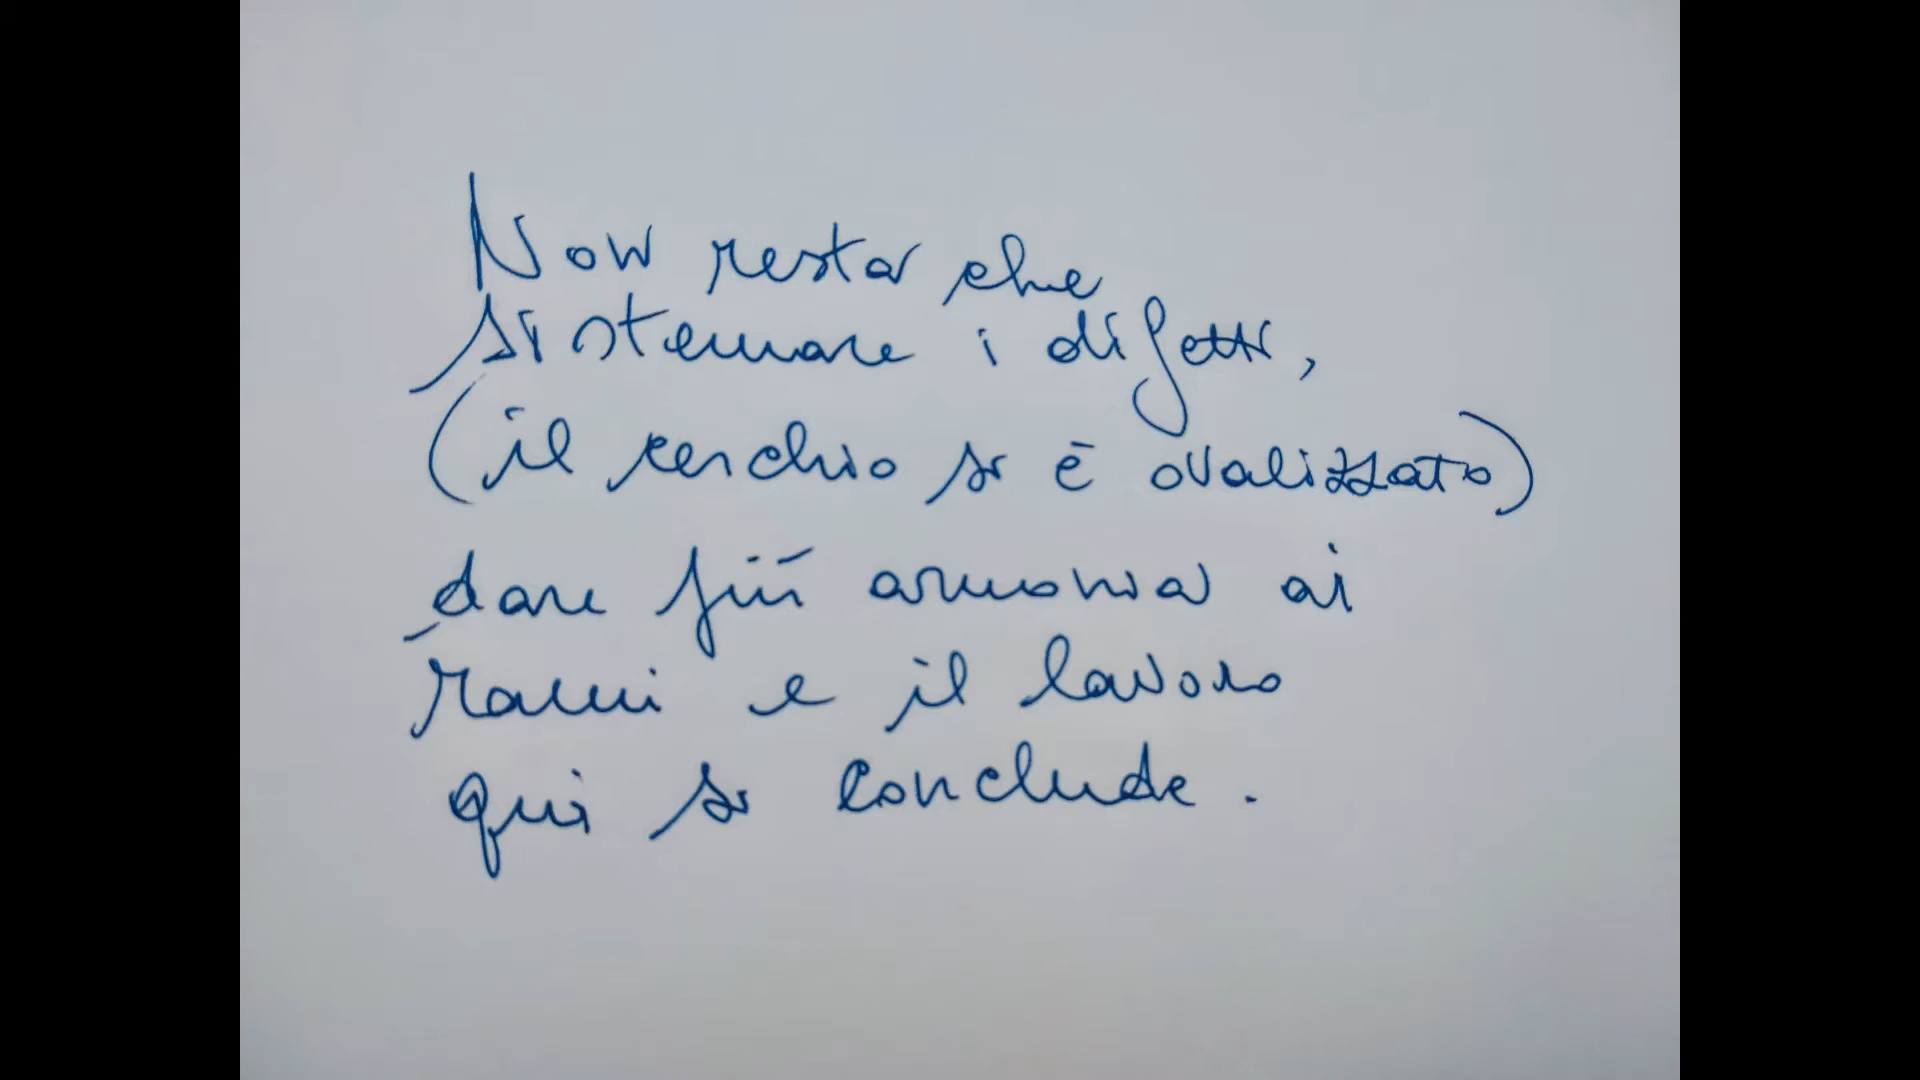 Non resta che
sistemare i difetti,
(il cerchio si è ovalizzato)
dare più armonia ai
rami e il lavoro
qui si conclude.